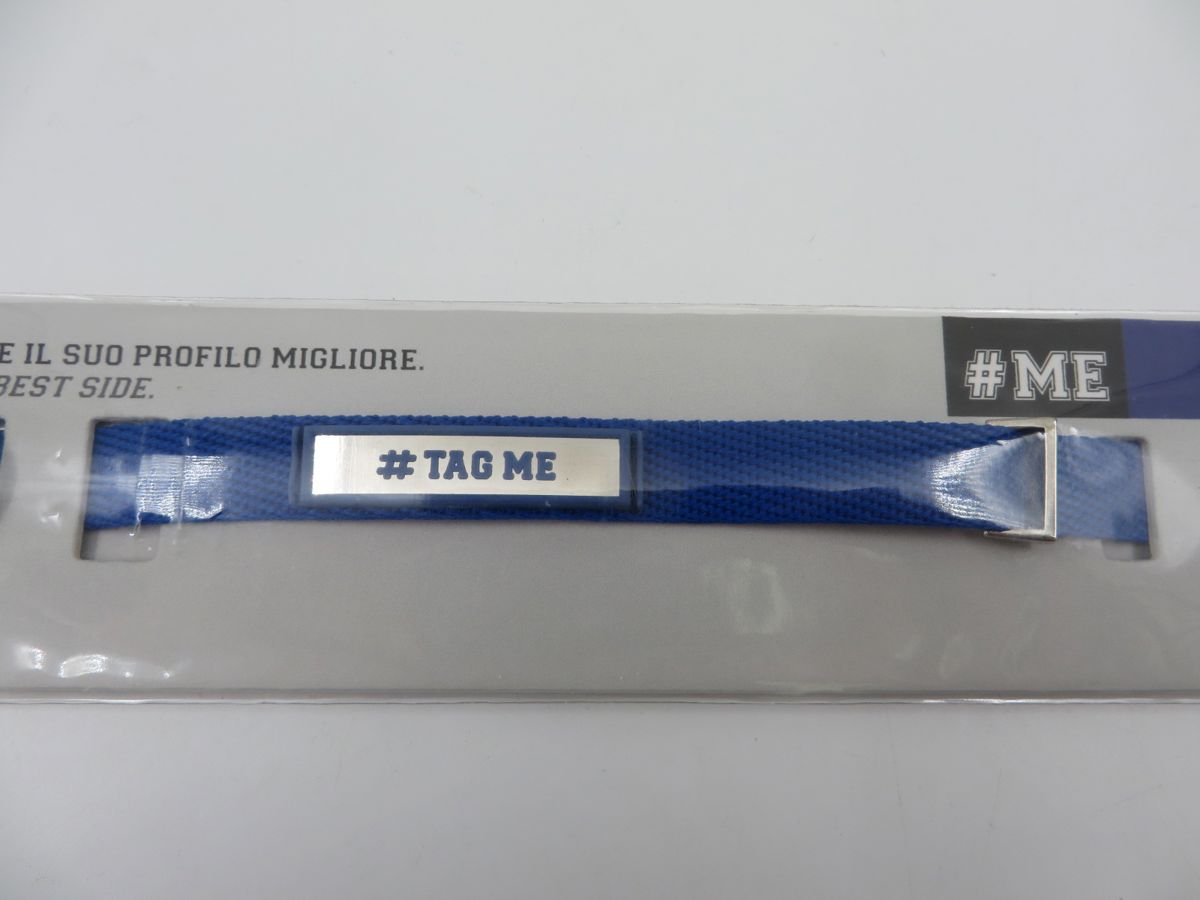 E IL SUO PROFILO MIGLIORE.
BEST SIDE.
#ME
# TAG ME